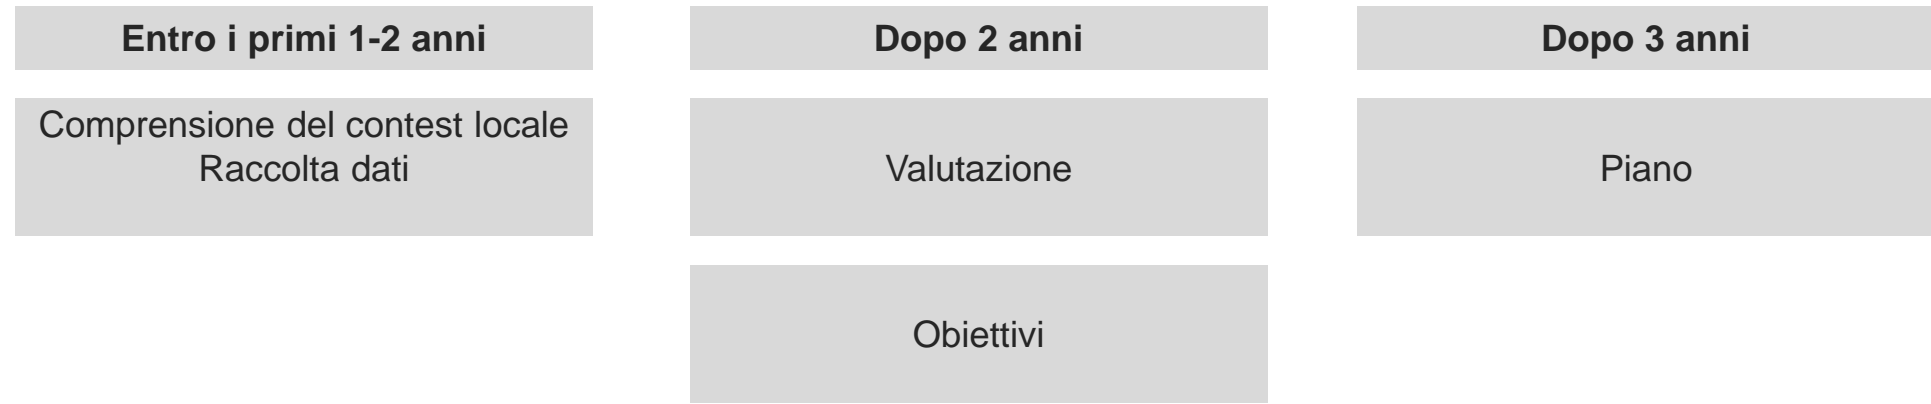 Entro i primi 1-2 anni
Dopo 2 anni
Dopo 3 anni
Comprensione del contest locale
Raccolta dati
Valutazione
Piano
Obiettivi